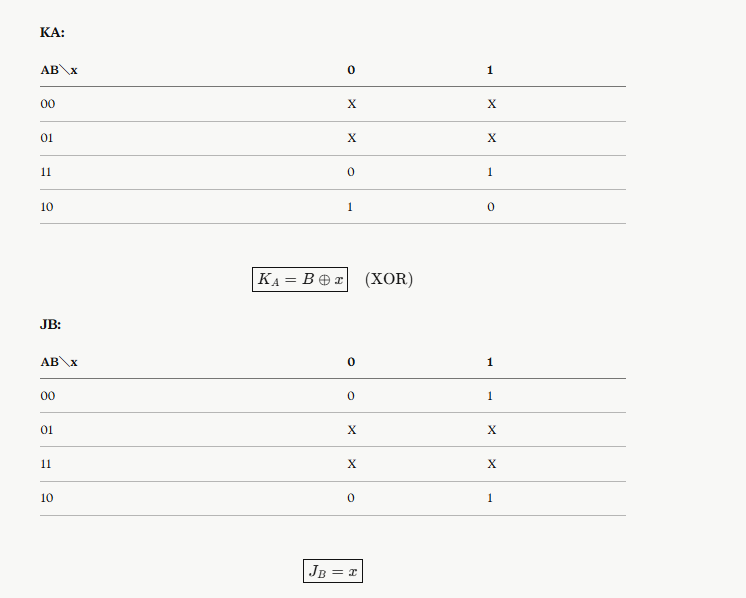 KA:
AB╲x 0 1
00 X X
01 X X
11 0 1
10 1 0
K_A = B ⊕ x (XOR)
JB:
AB╲x 0 1
00 0 1
01 X X
11 X X
10 0 1
J_B = x